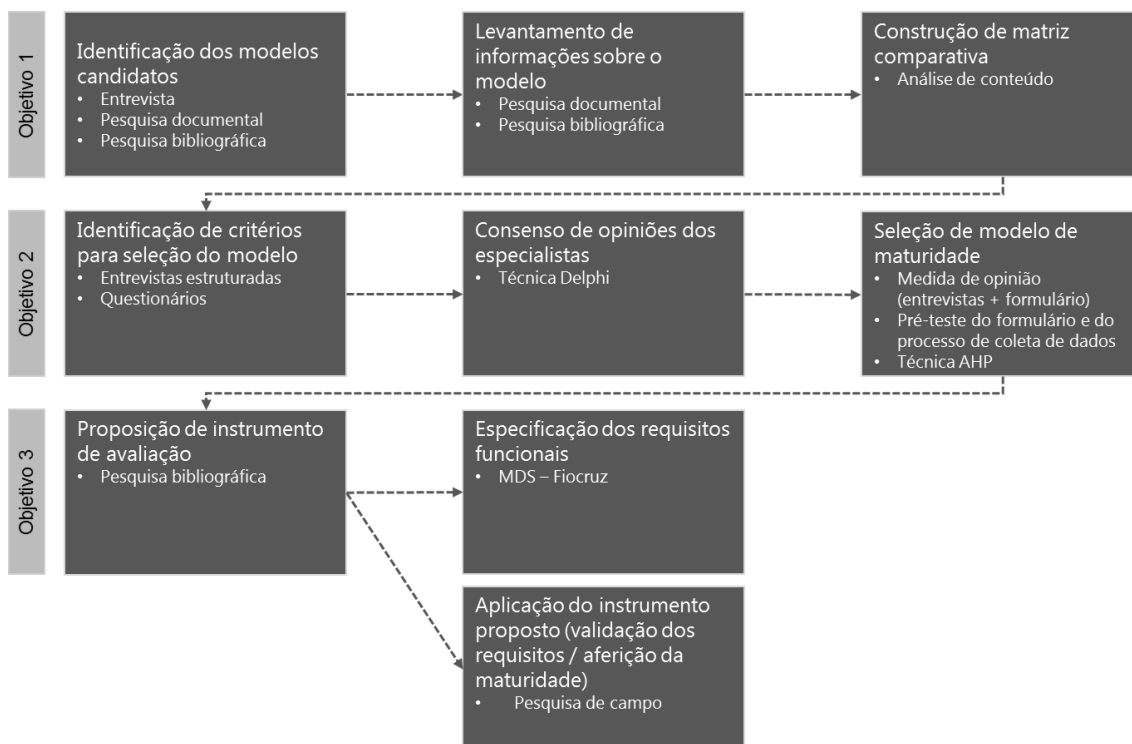 Objetivo 1
Identificação dos modelos
candidatos
• Entrevista
• Pesquisa documental
• Pesquisa bibliográfica
Levantamento de
informações sobre o
modelo
• Pesquisa documental
• Pesquisa bibliográfica
Construção de matriz
comparativa
• Análise de conteúdo
Objetivo 2
Identificação de critérios
para seleção do modelo
• Entrevistas estruturadas
• Questionários
Consenso de opiniões dos
especialistas
• Técnica Delphi
Seleção de modelo de
maturidade
• Medida de opinião
(entrevistas + formulário)
• Pré-teste do formulário e do
processo de coleta de dados
• Técnica AHP
Objetivo 3
Proposição de instrumento
de avaliação
• Pesquisa bibliográfica
Especificação dos requisitos
funcionais
• MDS – Fiocruz
Aplicação do instrumento
proposto (validação dos
requisitos / aferição da
maturidade)
• Pesquisa de campo